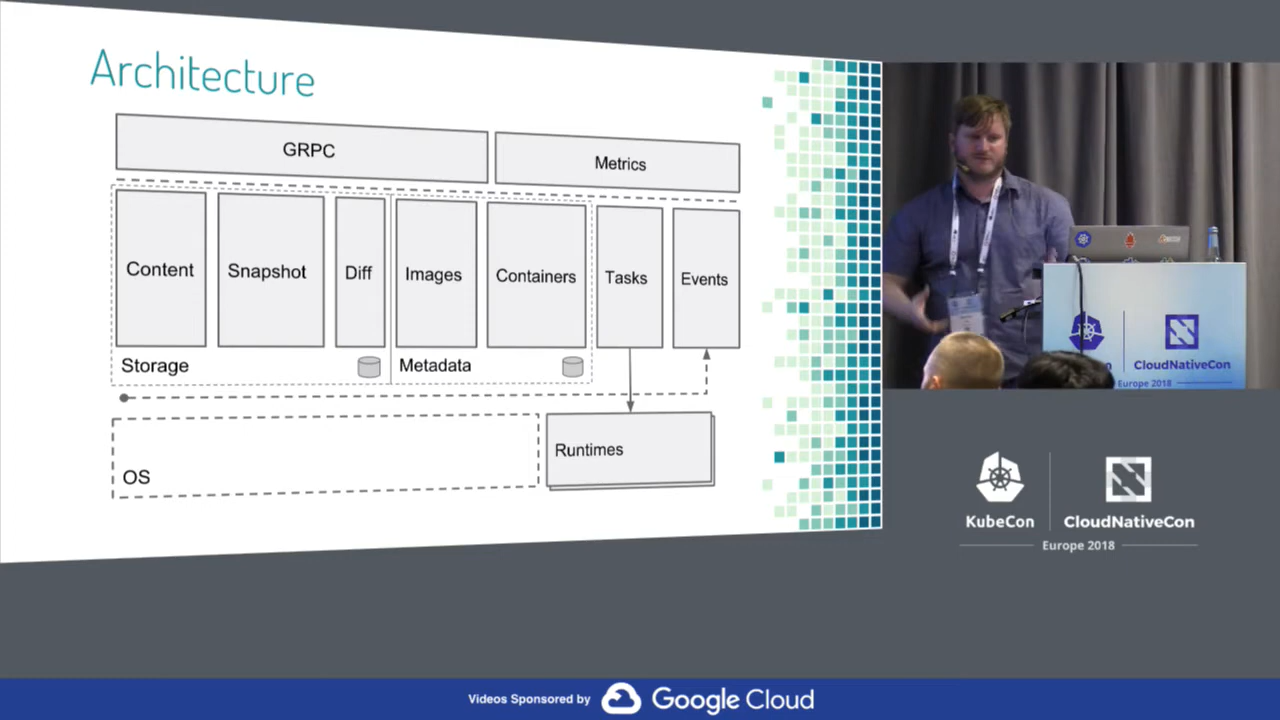 Architecture
GRPC
Metrics
Content
Snapshot
Diff
Images
Containers
Tasks
Events
Storage
Metadata
OS
Runtimes
CloudNativeCon
Europe 2018
KubeCon
CloudNativeCon
Europe 2018
Videos Sponsored by Google Cloud